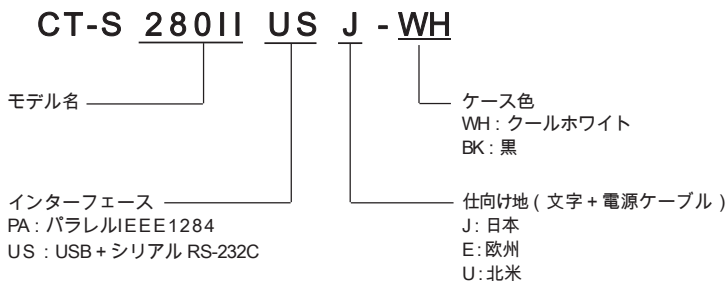 CT-S 280II US J - WH
モデル名
ケース色
WH : クールホワイト
BK : 黒
インターフェース
PA : パラレルIEEE1284
US : USB + シリアル RS-232C
仕向け地 ( 文字 + 電源ケーブル )
J : 日本
E : 欧州
U : 北米